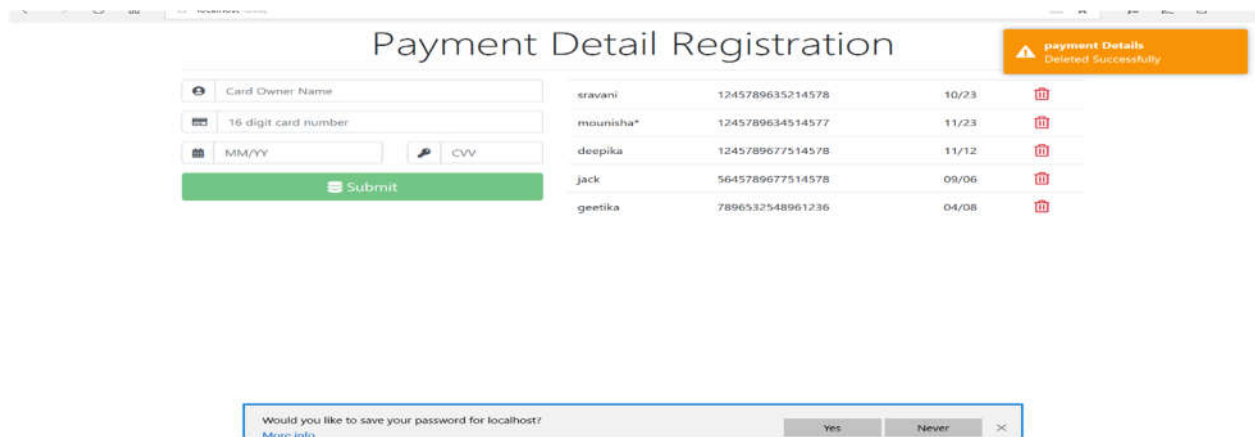 localhost
Payment Detail Registration
payment Details
Deleted Successfully
Card Owner Name
16 digit card number
MM/YY CVV
Submit
sravani 1245789635214578 10/23
mounisha* 1245789634514577 11/23
deepika 1245789677514578 11/12
jack 5645789677514578 09/06
geetika 7896532548961236 04/08
Would you like to save your password for localhost?
More info
Yes Never